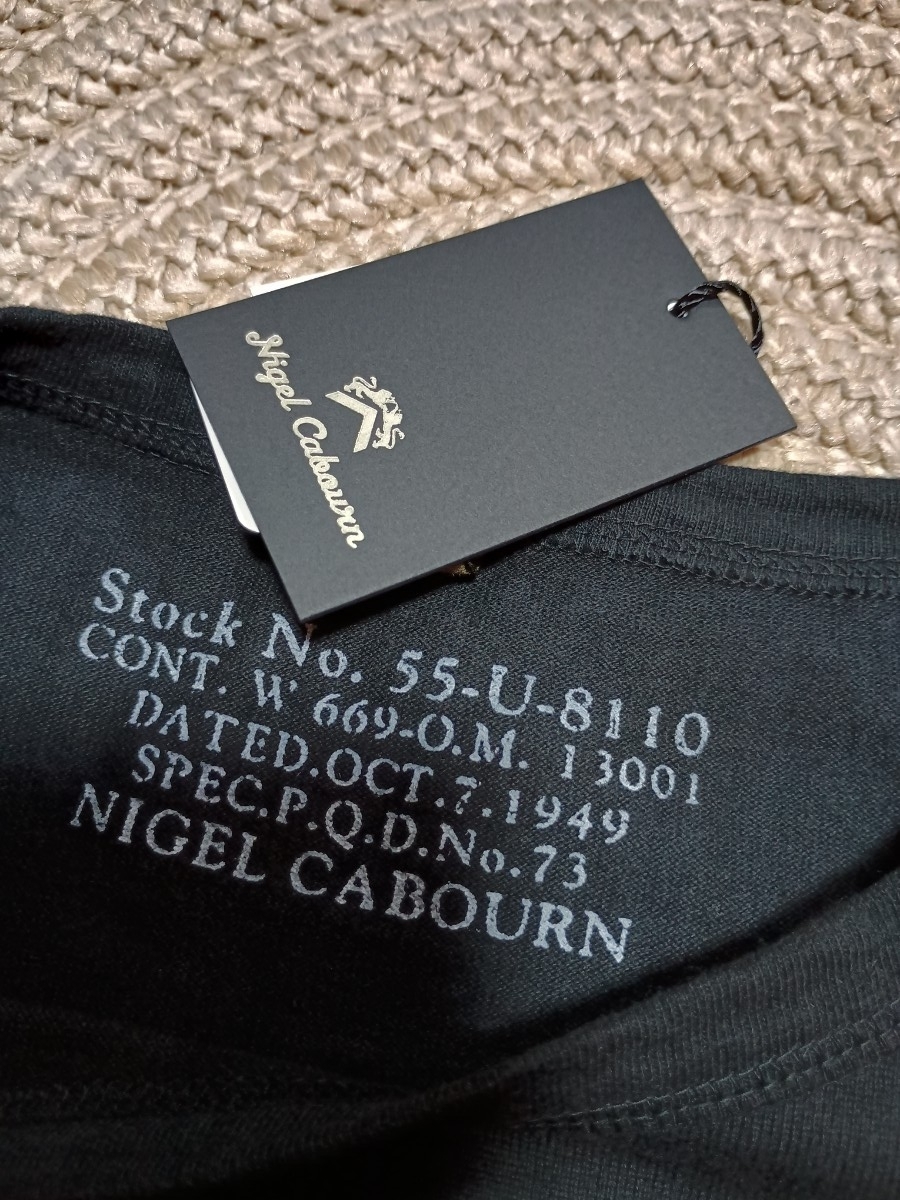 Nigel Cabourn
Stock No. 55-U-8110
CONT. W 669-O.M. 13001
DATED.OCT.7.1949
SPEC.P.Q.D.No.73
NIGEL CABOURN